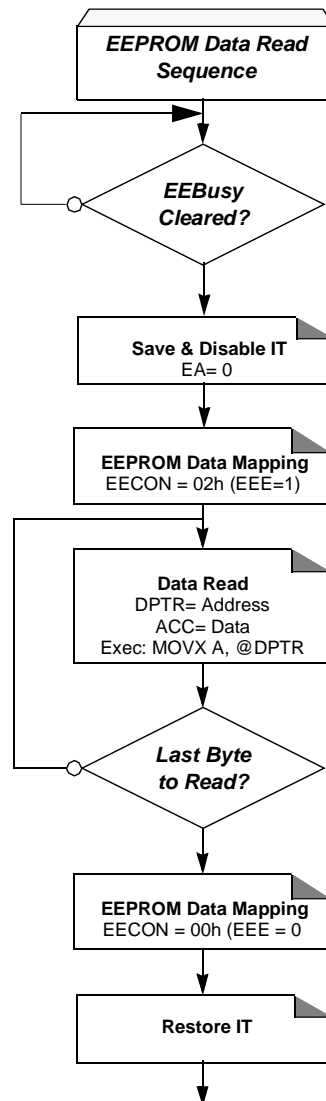 EEPROM Data Read
Sequence
EEBusy
Cleared?
Save & Disable IT
EA= 0
EEPROM Data Mapping
EECON = 02h (EEE=1)
Data Read
DPTR= Address
ACC= Data
Exec: MOVX A, @DPTR
Last Byte
to Read?
EEPROM Data Mapping
EECON = 00h (EEE = 0
Restore IT